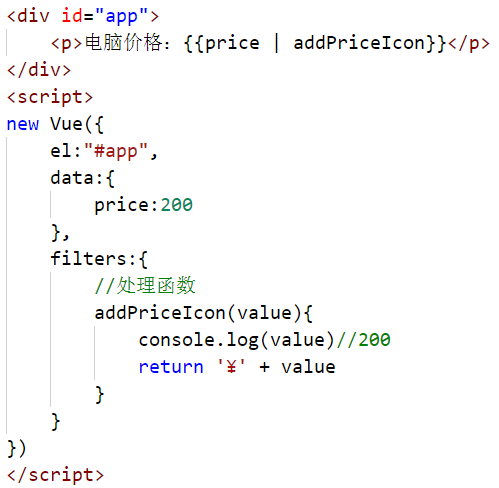 <div id="app">
    <p>电脑价格：{{price | addPriceIcon}}</p>
</div>
<script>
new Vue({
    el:"#app",
    data:{
        price:200
    },
    filters:{
        //处理函数
        addPriceIcon(value){
            console.log(value)//200
            return '¥' + value
        }
    }
})
</script>